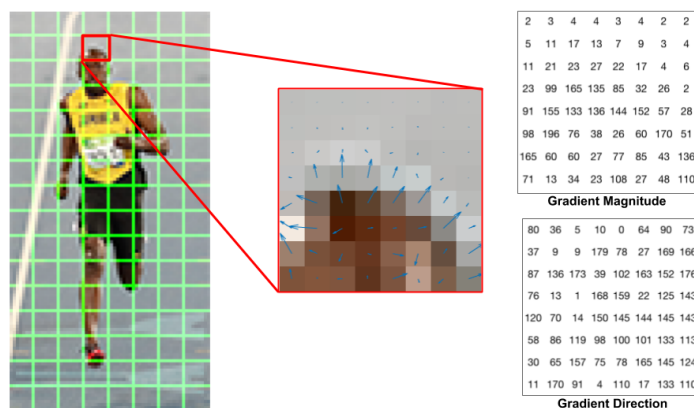 2 3 4 4 3 4 2 2
5 11 17 13 7 9 3 4
11 21 23 27 22 17 4 6
23 99 165 135 85 32 26 2
91 155 133 136 144 152 57 28
98 196 76 38 26 60 170 51
165 60 60 27 77 85 43 136
71 13 34 23 108 27 48 110
Gradient Magnitude
80 36 5 10 0 64 90 73
37 9 9 179 78 27 169 166
87 136 173 39 102 163 152 176
76 13 1 168 159 22 125 143
120 70 14 150 145 144 145 143
58 86 119 98 100 101 133 113
30 65 157 75 78 165 145 124
11 170 91 4 110 17 133 110
Gradient Direction